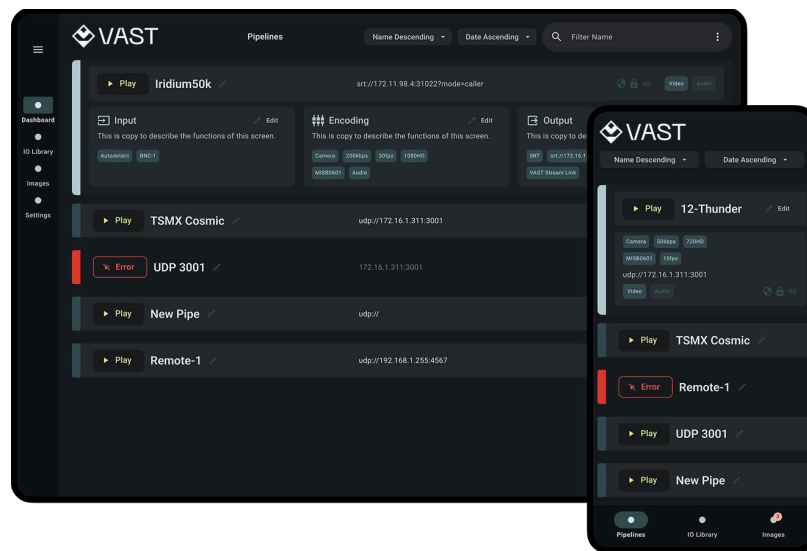 VAST
Pipelines
Name Descending
Date Ascending
Filter Name
Dashboard
IO Library
Images
Settings
Play
Iridium50k
srt://172.11.98.4:31022?mode=caller
Video
Audio
Input
Edit
This is copy to describe the functions of this screen.
Autodetect
BNC-1
Encoding
Edit
This is copy to describe the functions of this screen.
Camera
200kbps
30fps
1080HD
MISB0601
Audio
Output
This is copy to de
SRT
srt://172.16.1
VAST Stream Link
Play
TSMX Cosmic
udp://172.16.1.311:3001
Error
UDP 3001
172.16.1.311:3001
Play
New Pipe
udp://
Play
Remote-1
udp://192.168.1.255:4567
VAST
Name Descending
Date Ascending
Play
12-Thunder
Edit
Camera
50kbps
720HD
MISB0601
10fps
udp://172.16.1.311:3001
Video
Audio
Play
TSMX Cosmic
Error
Remote-1
Play
UDP 3001
Play
New Pipe
Pipelines
IO Library
Images